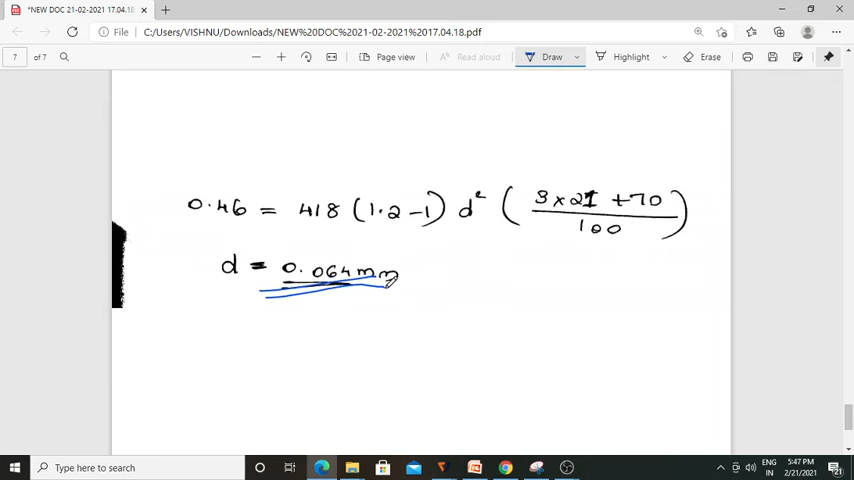 *NEW DOC 21-02-2021 17.04.18
File C:/Users/VISHNU/Downloads/NEW%20DOC%2021-02-2021%2017.04.18.pdf
7 of 7 Page view Read aloud Draw Highlight Erase
0.46 = 418 (1.2 - 1) d² ( 3 x 21 + 70 / 100 )
d = 0.064mm
Type here to search
ENG
IN
5:47 PM
2/21/2021
21